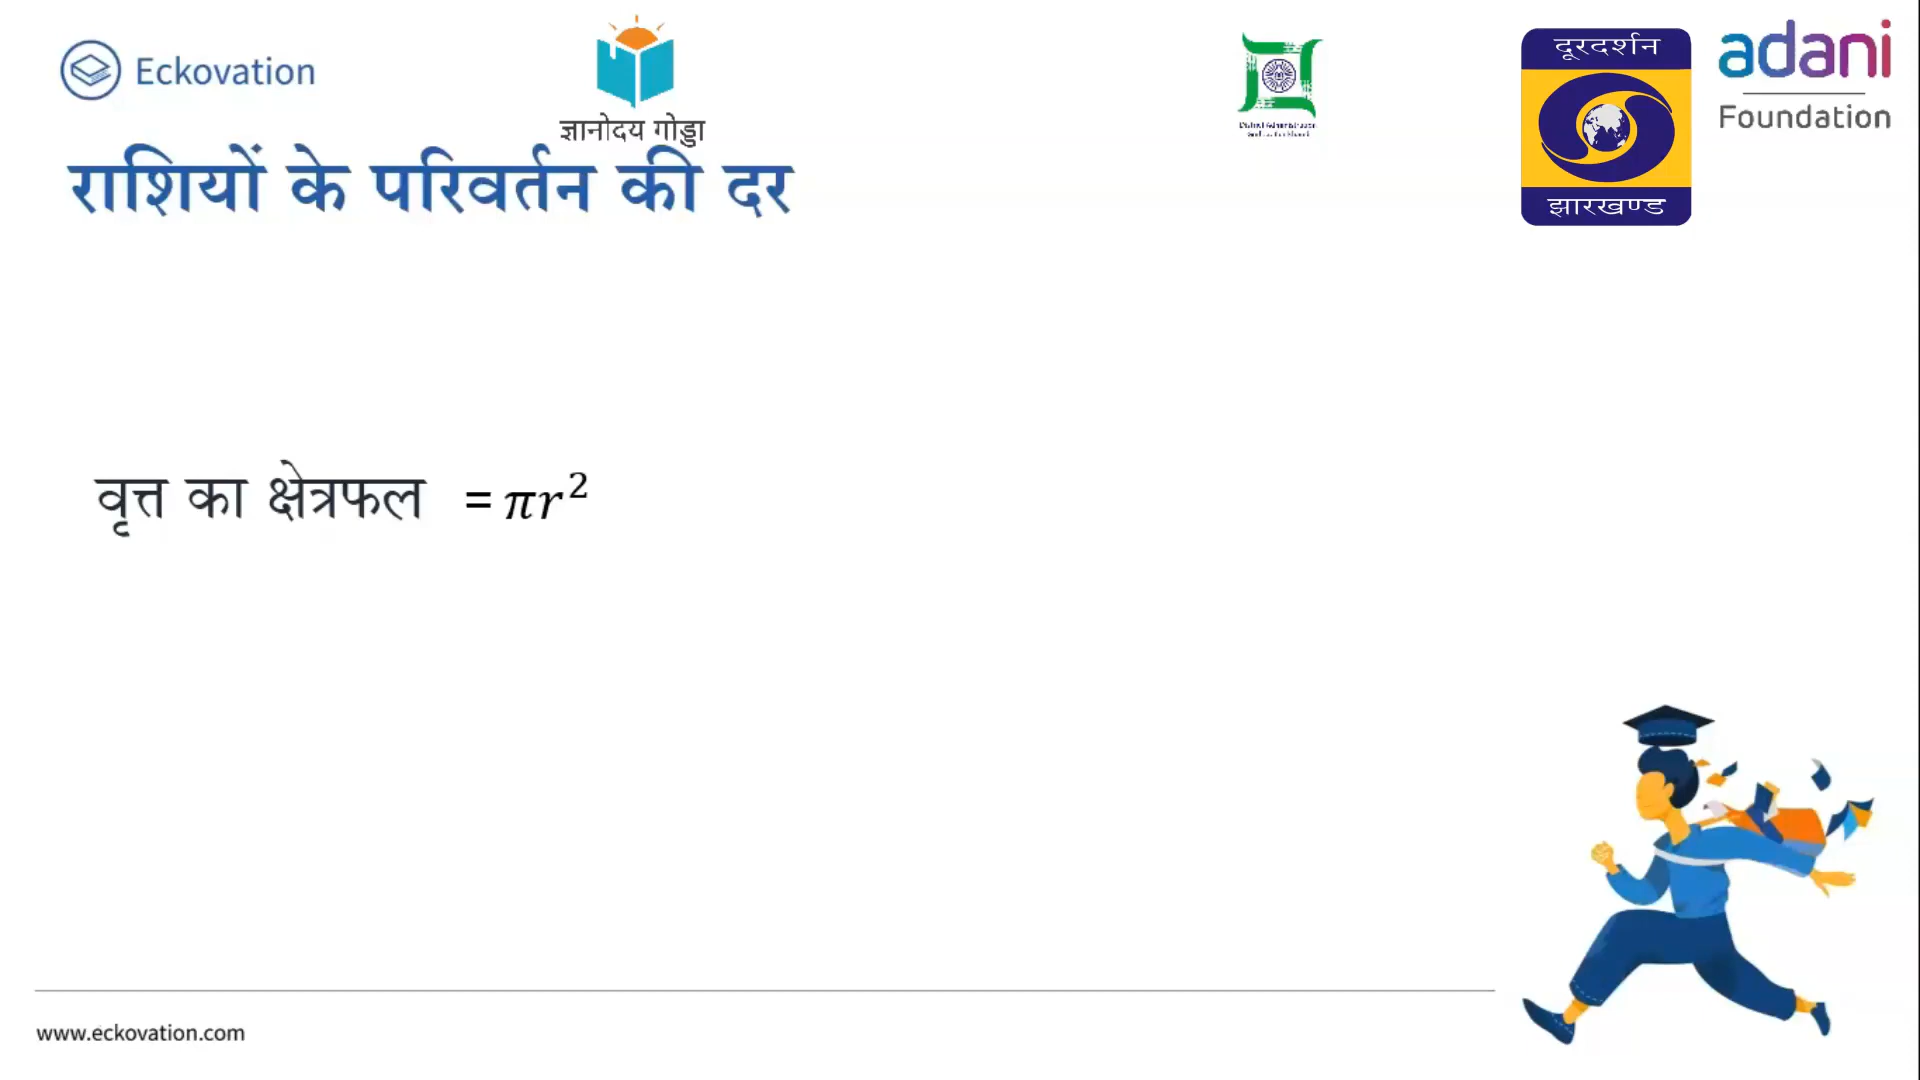 Eckovation
ज्ञानोदय गोड्डा
दूरदर्शन
झारखण्ड
adani
Foundation
राशियों के परिवर्तन की दर
वृत्त का क्षेत्रफल = πr²
www.eckovation.com